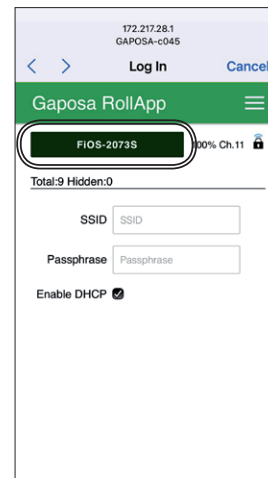 172.217.28.1
GAPOSA-c045
Log In
Cancel
Gaposa RollApp
FiOS-2073S
00% Ch.11
Total:9 Hidden:0
SSID SSID
Passphrase Passphrase
Enable DHCP